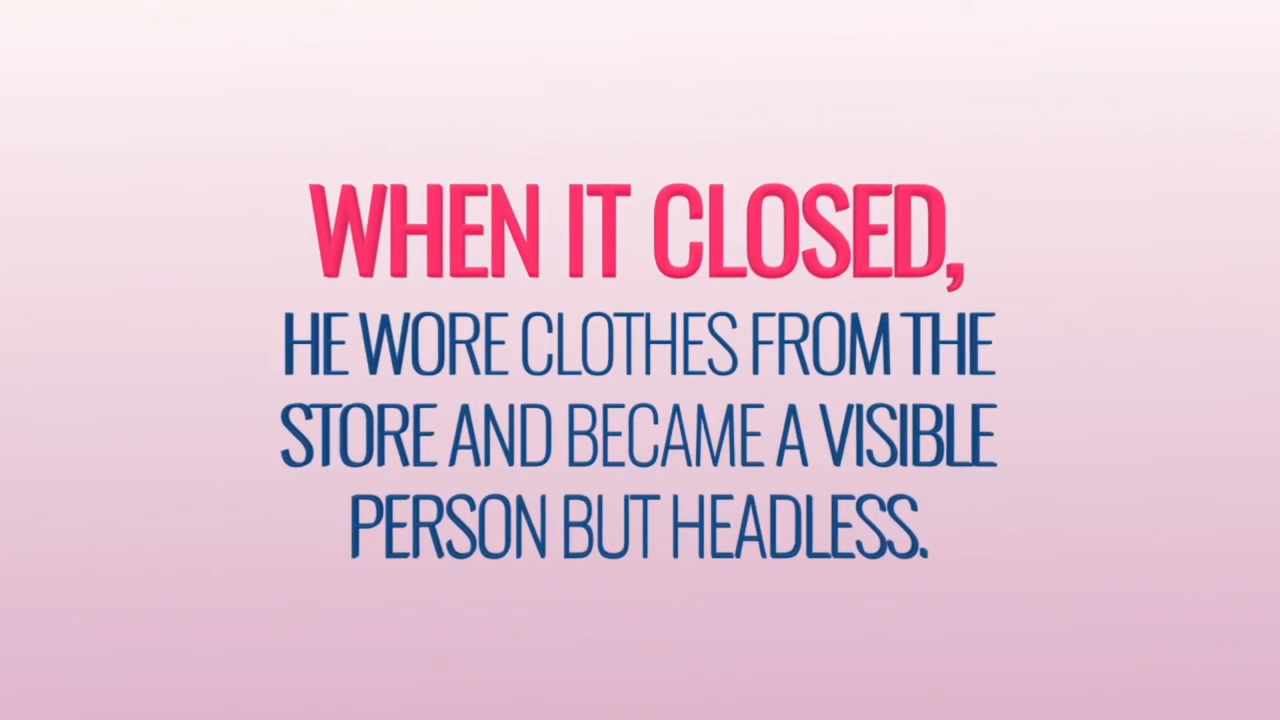 WHEN IT CLOSED,
HE WORE CLOTHES FROM THE
STORE AND BECAME A VISIBLE
PERSON BUT HEADLESS.